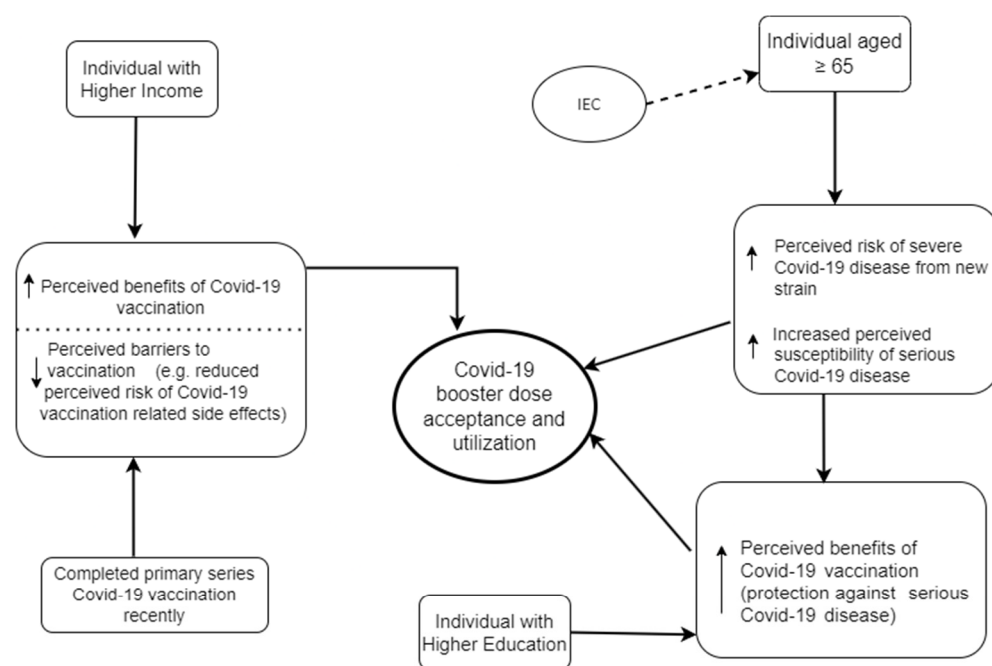 Individual with
Higher Income
IEC
Individual aged
≥ 65
Perceived benefits of Covid-19
vaccination
Perceived barriers to
vaccination (e.g. reduced
perceived risk of Covid-19
vaccination related side effects)
Completed primary series
Covid-19 vaccination
recently
Covid-19
booster dose
acceptance and
utilization
Perceived risk of severe
Covid-19 disease from new
strain
Increased perceived
susceptibility of serious
Covid-19 disease
Perceived benefits of
Covid-19 vaccination
(protection against serious
Covid-19 disease)
Individual with
Higher Education